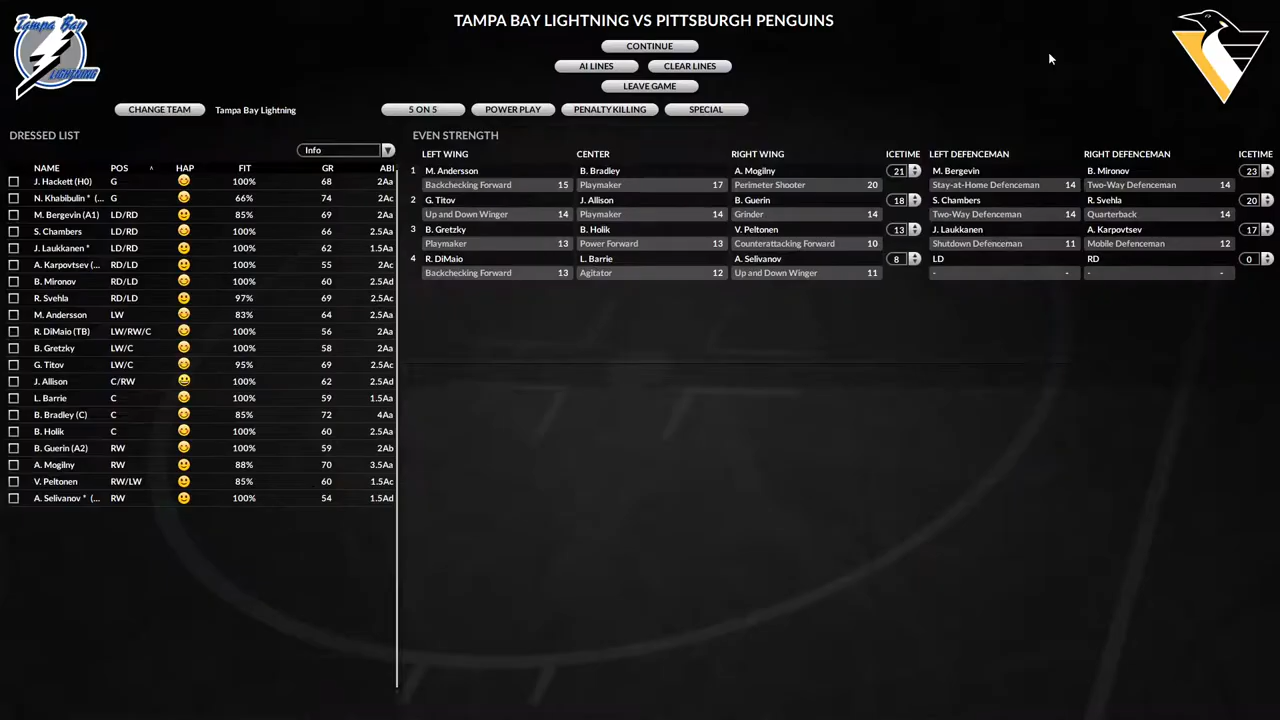 Tampa Bay
LIGHTNING
TAMPA BAY LIGHTNING VS PITTSBURGH PENGUINS
CONTINUE
AI LINES CLEAR LINES
LEAVE GAME
CHANGE TEAM Tampa Bay Lightning 5 ON 5 POWER PLAY PENALTY KILLING SPECIAL
DRESSED LIST
Info
NAME POS HAP FIT GR ABI
J. Hackett (H0) G 100% 68 2Aa
N. Khabibulin * (... G 66% 74 2Ac
M. Bergevin (A1) LD/RD 85% 69 2Aa
S. Chambers LD/RD 100% 66 2.5Aa
J. Laukkanen * LD/RD 100% 62 1.5Aa
A. Karpovtsev (... RD/LD 100% 55 2Ac
B. Mironov RD/LD 100% 60 2.5Ad
R. Svehla RD/LD 97% 69 2.5Ac
M. Andersson LW 83% 64 2.5Aa
R. DiMaio (TB) LW/RW/C 100% 56 2Aa
B. Gretzky LW/C 100% 58 2Aa
G. Titov LW/C 95% 69 2.5Ac
J. Allison C/RW 100% 62 2.5Ad
L. Barrie C 100% 59 1.5Aa
B. Bradley (C) C 85% 72 4Aa
B. Holik C 100% 60 2.5Aa
B. Guerin (A2) RW 100% 59 2Ab
A. Mogilny RW 88% 70 3.5Aa
V. Peltonen RW/LW 85% 60 1.5Ac
A. Selivanov * (... RW 100% 54 1.5Ad
EVEN STRENGTH
LEFT WING CENTER RIGHT WING ICETIME LEFT DEFENCEMAN RIGHT DEFENCEMAN ICETIME
1 M. Andersson B. Bradley A. Mogilny 21 M. Bergevin B. Mironov 23
Backchecking Forward 15 Playmaker 17 Perimeter Shooter 20 Stay-at-Home Defenceman 14 Two-Way Defenceman 14
2 G. Titov J. Allison B. Guerin 18 S. Chambers R. Svehla 20
Up and Down Winger 14 Playmaker 14 Grinder 14 Two-Way Defenceman 14 Quarterback 14
3 B. Gretzky B. Holik V. Peltonen 13 J. Laukkanen A. Karpovtsev 17
Playmaker 13 Power Forward 13 Counterattacking Forward 10 Shutdown Defenceman 11 Mobile Defenceman 12
4 R. DiMaio L. Barrie A. Selivanov 8 LD RD 0
Backchecking Forward 13 Agitator 12 Up and Down Winger 11 - - - -